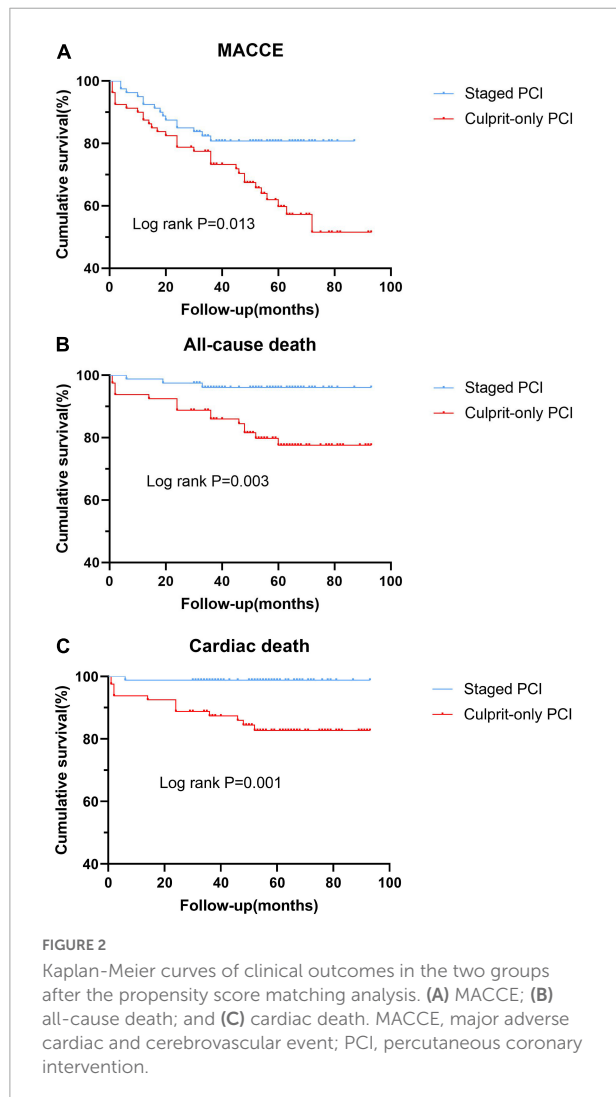 A
MACCE
Cumulative survival(%)
100
80
60
40
0 20 40 60 80 100
Follow-up(months)
Log rank P=0.013
Staged PCI
Culprit-only PCI
B
All-cause death
Cumulative survival(%)
100
80
60
40
0 20 40 60 80 100
Follow-up(months)
Log rank P=0.003
Staged PCI
Culprit-only PCI
C
Cardiac death
Cumulative survival(%)
100
80
60
40
0 20 40 60 80 100
Follow-up(months)
Log rank P=0.001
Staged PCI
Culprit-only PCI
FIGURE 2
Kaplan-Meier curves of clinical outcomes in the two groups
after the propensity score matching analysis. (A) MACCE; (B)
all-cause death; and (C) cardiac death. MACCE, major adverse
cardiac and cerebrovascular event; PCI, percutaneous coronary
intervention.